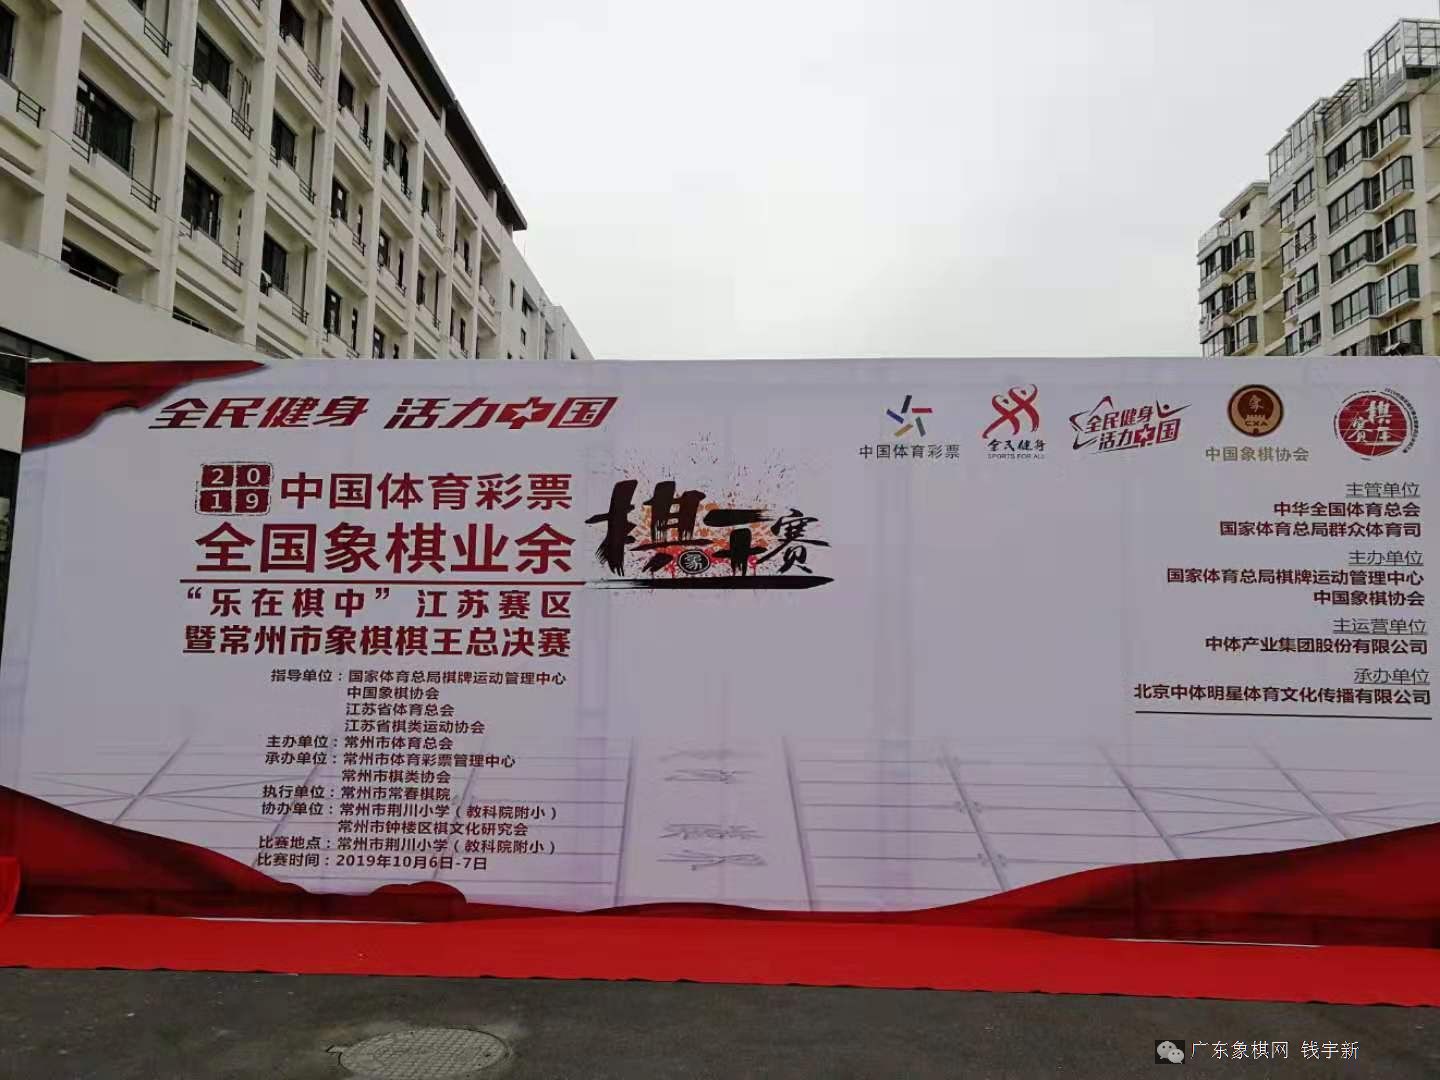 全民健身 活力中国
2019 中国体育彩票
全国象棋业余
棋王赛
象
“乐在棋中”江苏赛区
暨常州市象棋棋王总决赛
指导单位：国家体育总局棋牌运动管理中心
中国象棋协会
江苏省体育总会
江苏省棋类运动协会
主办单位：常州市体育总会
承办单位：常州市体育彩票管理中心
常州市棋类协会
执行单位：常州市常春棋院
协办单位：常州市荆川小学（教科院附小）
常州市钟楼区棋文化研究会
比赛地点：常州市荆川小学（教科院附小）
比赛时间：2019年10月6日-7日
中国体育彩票
全民健身
SPORTS FOR ALL
全民健身
活力中国
象
CXA
中国象棋协会
棋王赛
主管单位
中华全国体育总会
国家体育总局群众体育司
主办单位
国家体育总局棋牌运动管理中心
中国象棋协会
主运营单位
中体产业集团股份有限公司
承办单位
北京中体明星体育文化传播有限公司
广东象棋网 钱宇新